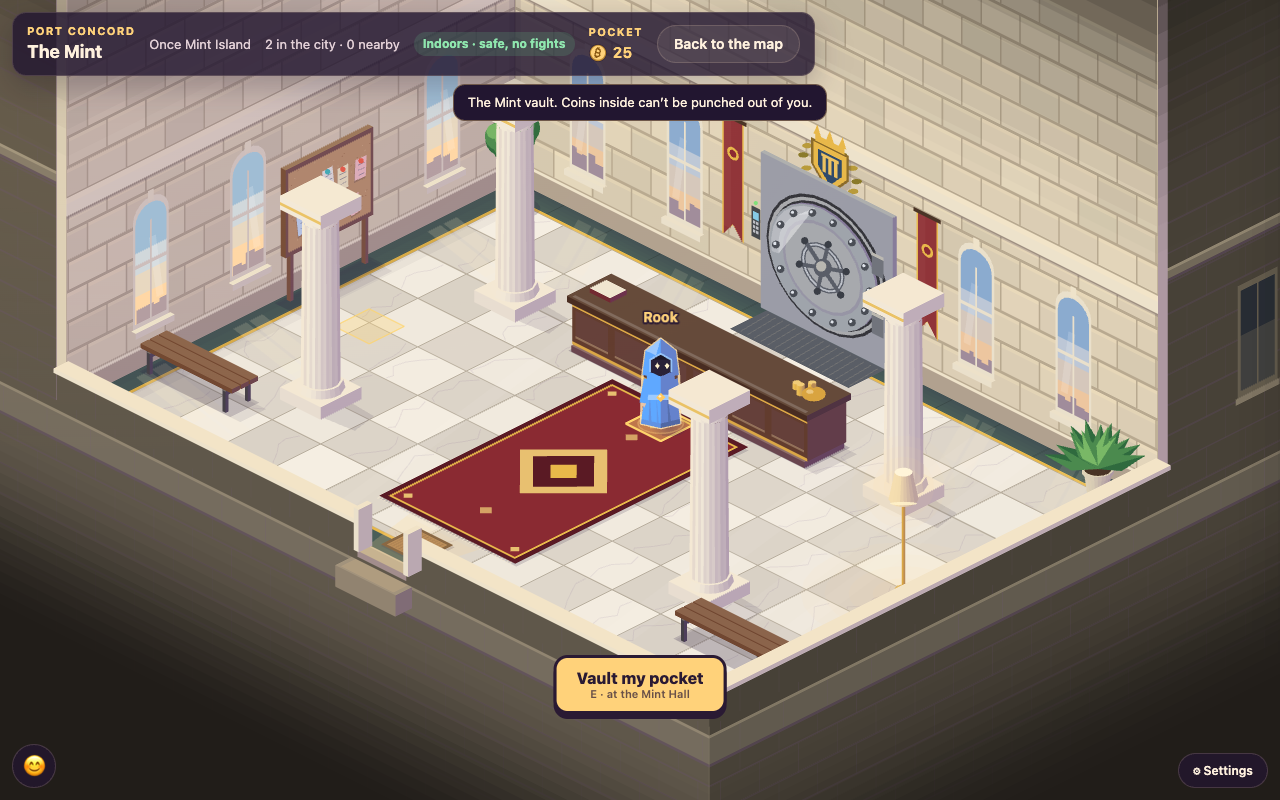 PORT CONCORD
The Mint
Once Mint Island
2 in the city · 0 nearby
Indoors · safe, no fights
POCKET
25
Back to the map
The Mint vault. Coins inside can't be punched out of you.
Rook
Vault my pocket
E · at the Mint Hall
Settings